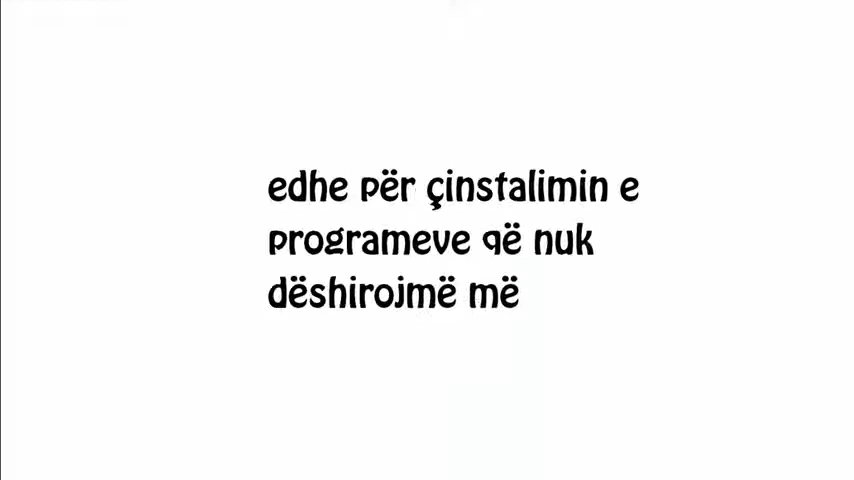 edhe për çinstalimin e
programeve që nuk
dëshirojmë më